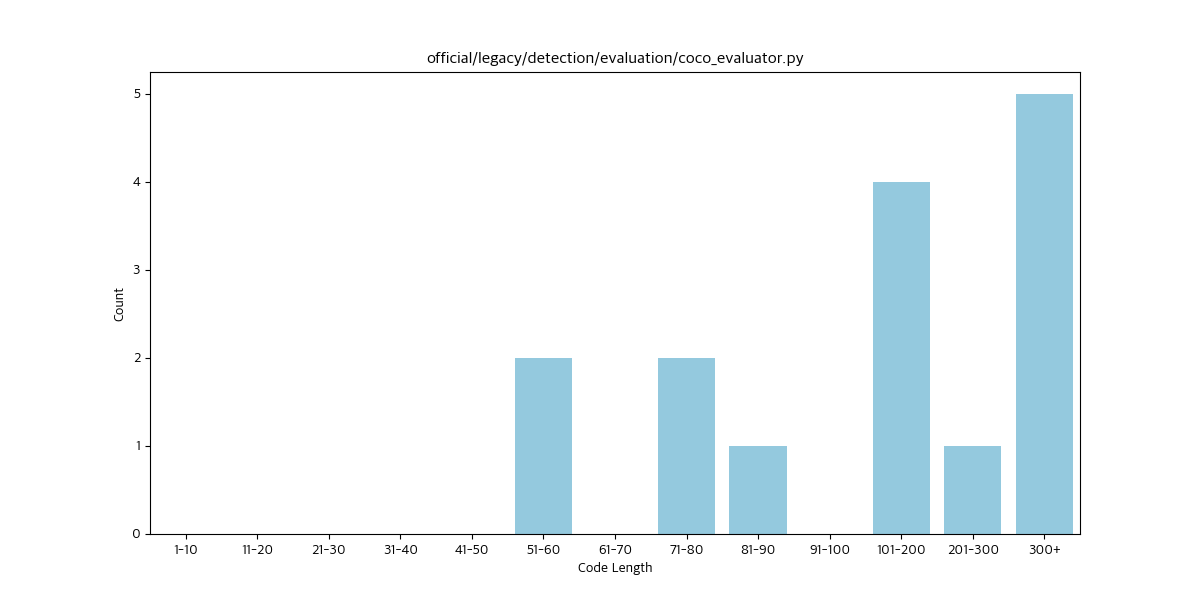 official/legacy/detection/evaluation/coco_evaluator.py
5
4
3
2
1
0
Count
1-10 11-20 21-30 31-40 41-50 51-60 61-70 71-80 81-90 91-100 101-200 201-300 300+
Code Length